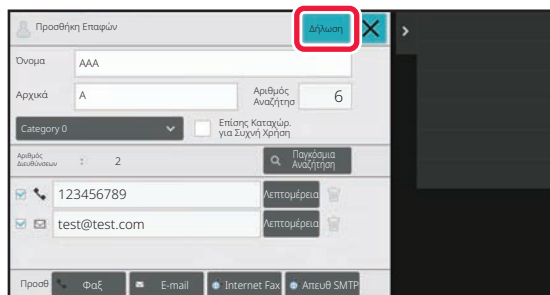 Προσθήκη Επαφών
Δήλωση
Όνομα
AAA
Αρχικά
A
Αριθμός
Αναζήτησ
6
Category 0
Επίσης Καταχώρ.
για Συχνή Χρήση
Αριθμός
Διευθύνσεων : 2
Παγκόσμια
Αναζήτηση
123456789
Λεπτομέρεια
test@test.com
Λεπτομέρεια
Προσθ
Φαξ
E-mail
Internet Fax
Απευθ SMTP